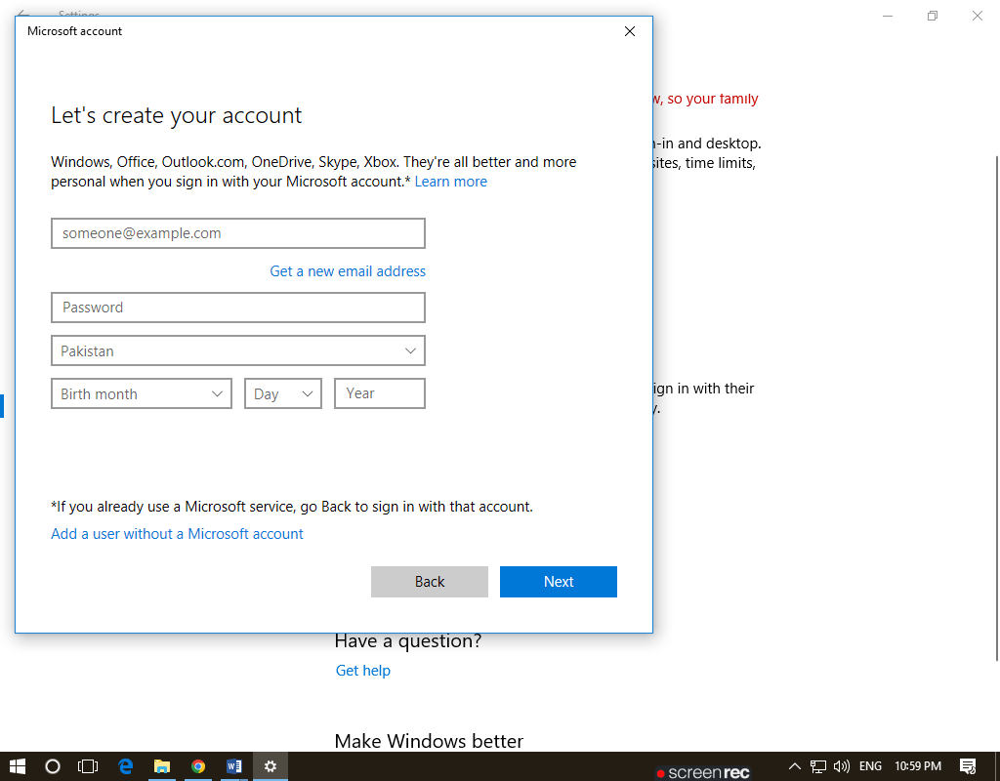 Settings
Microsoft account
w, so your family
Let's create your account
n-in and desktop.
Windows, Office, Outlook.com, OneDrive, Skype, Xbox. They're all better and more
sites, time limits,
personal when you sign in with your Microsoft account.* Learn more
someone@example.com
Get a new email address
Password
Pakistan
Birth month
Day
Year
ign in with their
y.
*If you already use a Microsoft service, go Back to sign in with that account.
Add a user without a Microsoft account
Back
Next
Have a question?
Get help
Make Windows better
screenrec
ENG
10:59 PM